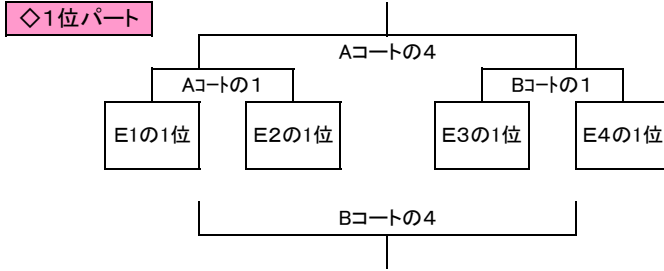 ◇１位パート
Aコートの４
Aコートの１
Bコートの１
E1の1位
E２の1位
E３の1位
E４の1位
Bコートの４